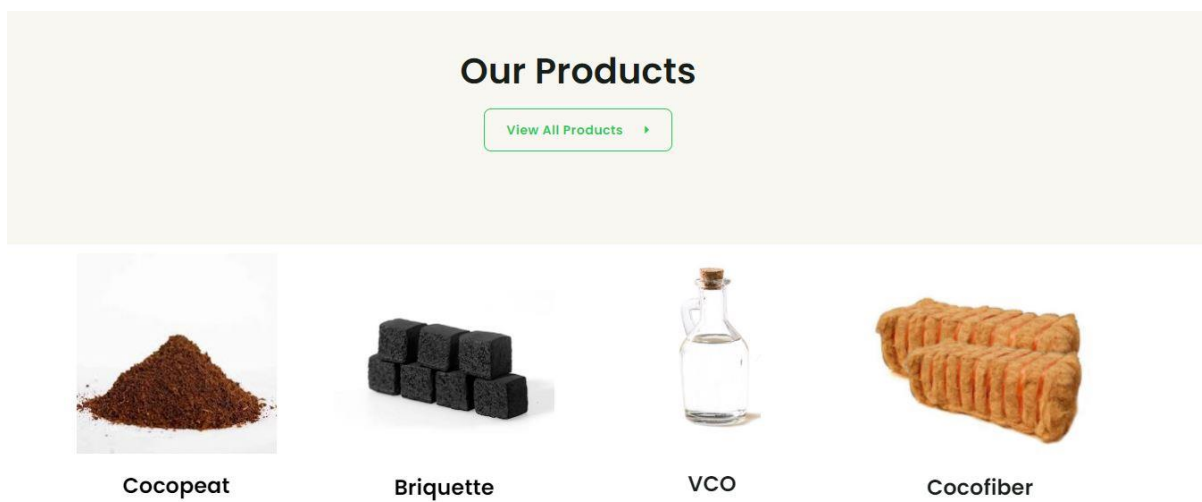 Our Products
View All Products
Cocopeat
Briquette
VCO
Cocofiber